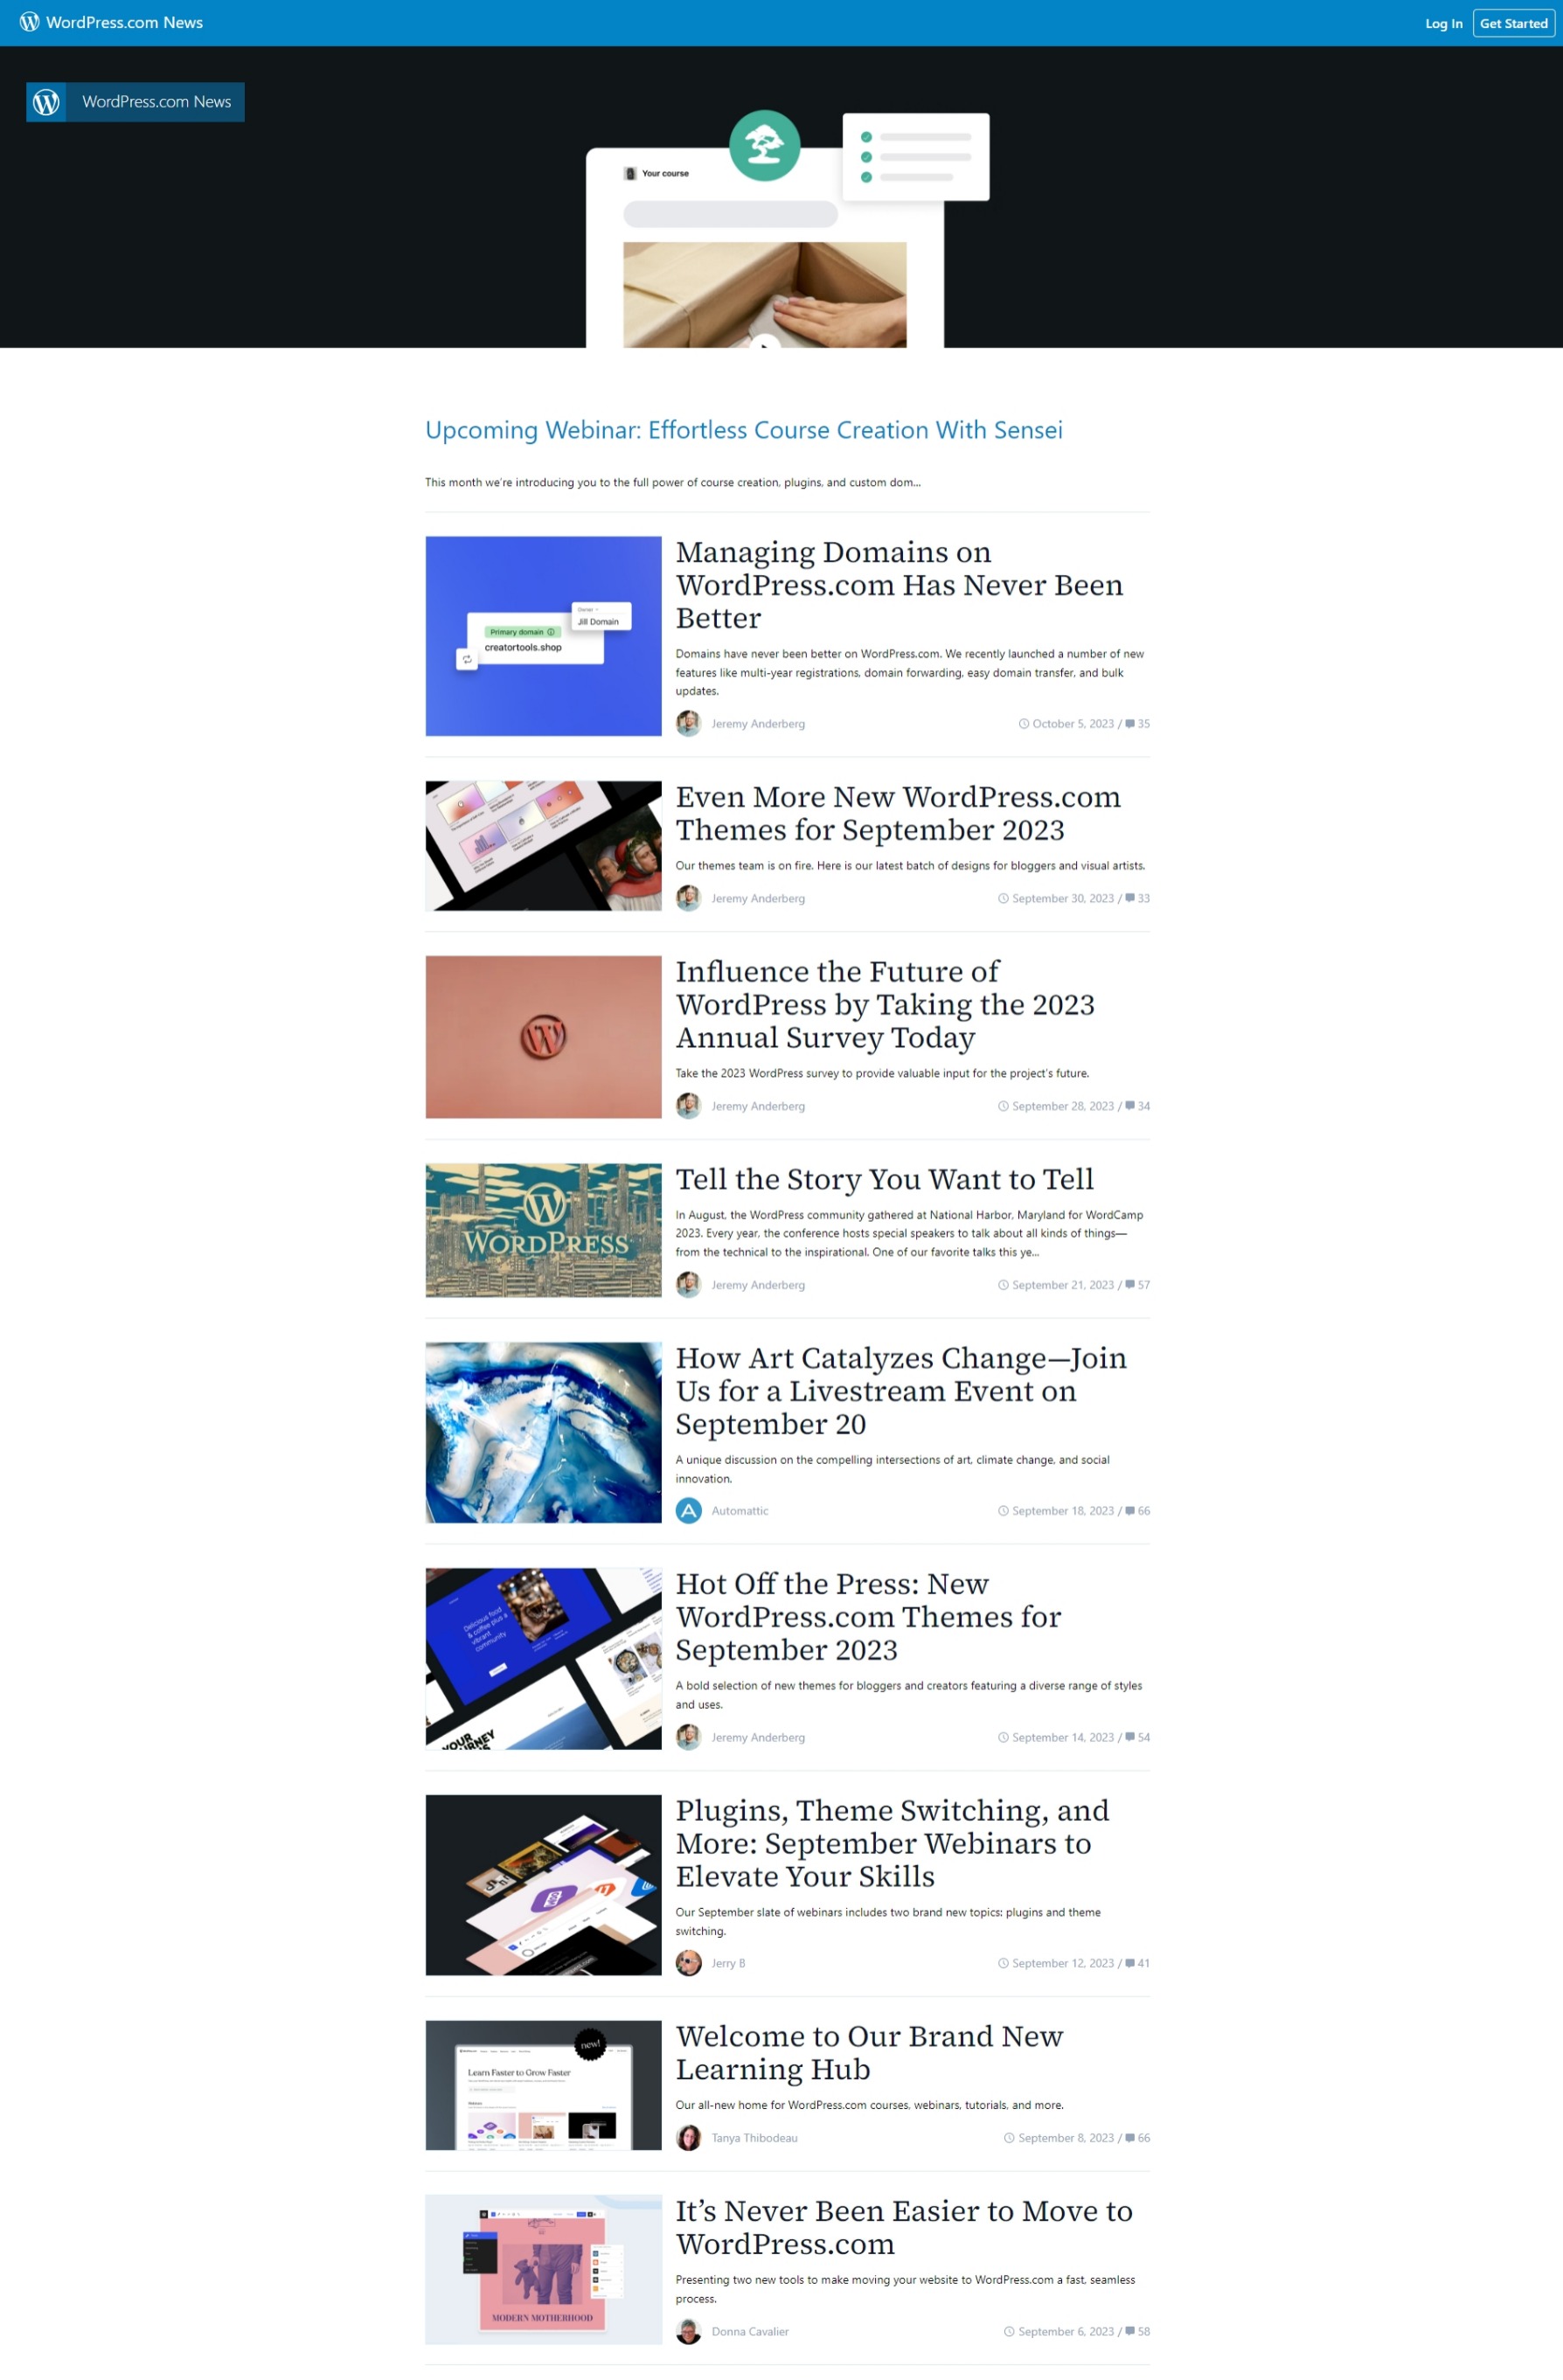 WordPress.com News
Log In
Get Started
WordPress.com News
Your course
Upcoming Webinar: Effortless Course Creation With Sensei
This month we're introducing you to the full power of course creation, plugins, and custom dom...
Owner
Jill Domain
Primary domain
creatortools.shop
Managing Domains on
WordPress.com Has Never Been
Better
Domains have never been better on WordPress.com. We recently launched a number of new
features like multi-year registrations, domain forwarding, easy domain transfer, and bulk
updates.
Jeremy Anderberg
October 5, 2023 / 35
Even More New WordPress.com
Themes for September 2023
Our themes team is on fire. Here is our latest batch of designs for bloggers and visual artists.
Jeremy Anderberg
September 30, 2023 / 33
Influence the Future of
WordPress by Taking the 2023
Annual Survey Today
Take the 2023 WordPress survey to provide valuable input for the project's future.
Jeremy Anderberg
September 28, 2023 / 34
WORDPRESS
Tell the Story You Want to Tell
In August, the WordPress community gathered at National Harbor, Maryland for WordCamp
2023. Every year, the conference hosts special speakers to talk about all kinds of things—
from the technical to the inspirational. One of our favorite talks this ye...
Jeremy Anderberg
September 21, 2023 / 57
How Art Catalyzes Change—Join
Us for a Livestream Event on
September 20
A unique discussion on the compelling intersections of art, climate change, and social
innovation.
Automattic
September 18, 2023 / 66
Delicious food
& coffee plus a
vibrant
community
Hot Off the Press: New
WordPress.com Themes for
September 2023
A bold selection of new themes for bloggers and creators featuring a diverse range of styles
and uses.
Jeremy Anderberg
September 14, 2023 / 54
Plugins, Theme Switching, and
More: September Webinars to
Elevate Your Skills
Our September slate of webinars includes two brand new topics: plugins and theme
switching.
Jerry B
September 12, 2023 / 41
new!
Learn Faster to Grow Faster
Welcome to Our Brand New
Learning Hub
Our all-new home for WordPress.com courses, webinars, tutorials, and more.
Tanya Thibodeau
September 8, 2023 / 66
MODERN MOTHERHOOD
It’s Never Been Easier to Move to
WordPress.com
Presenting two new tools to make moving your website to WordPress.com a fast, seamless
process.
Donna Cavalier
September 6, 2023 / 58